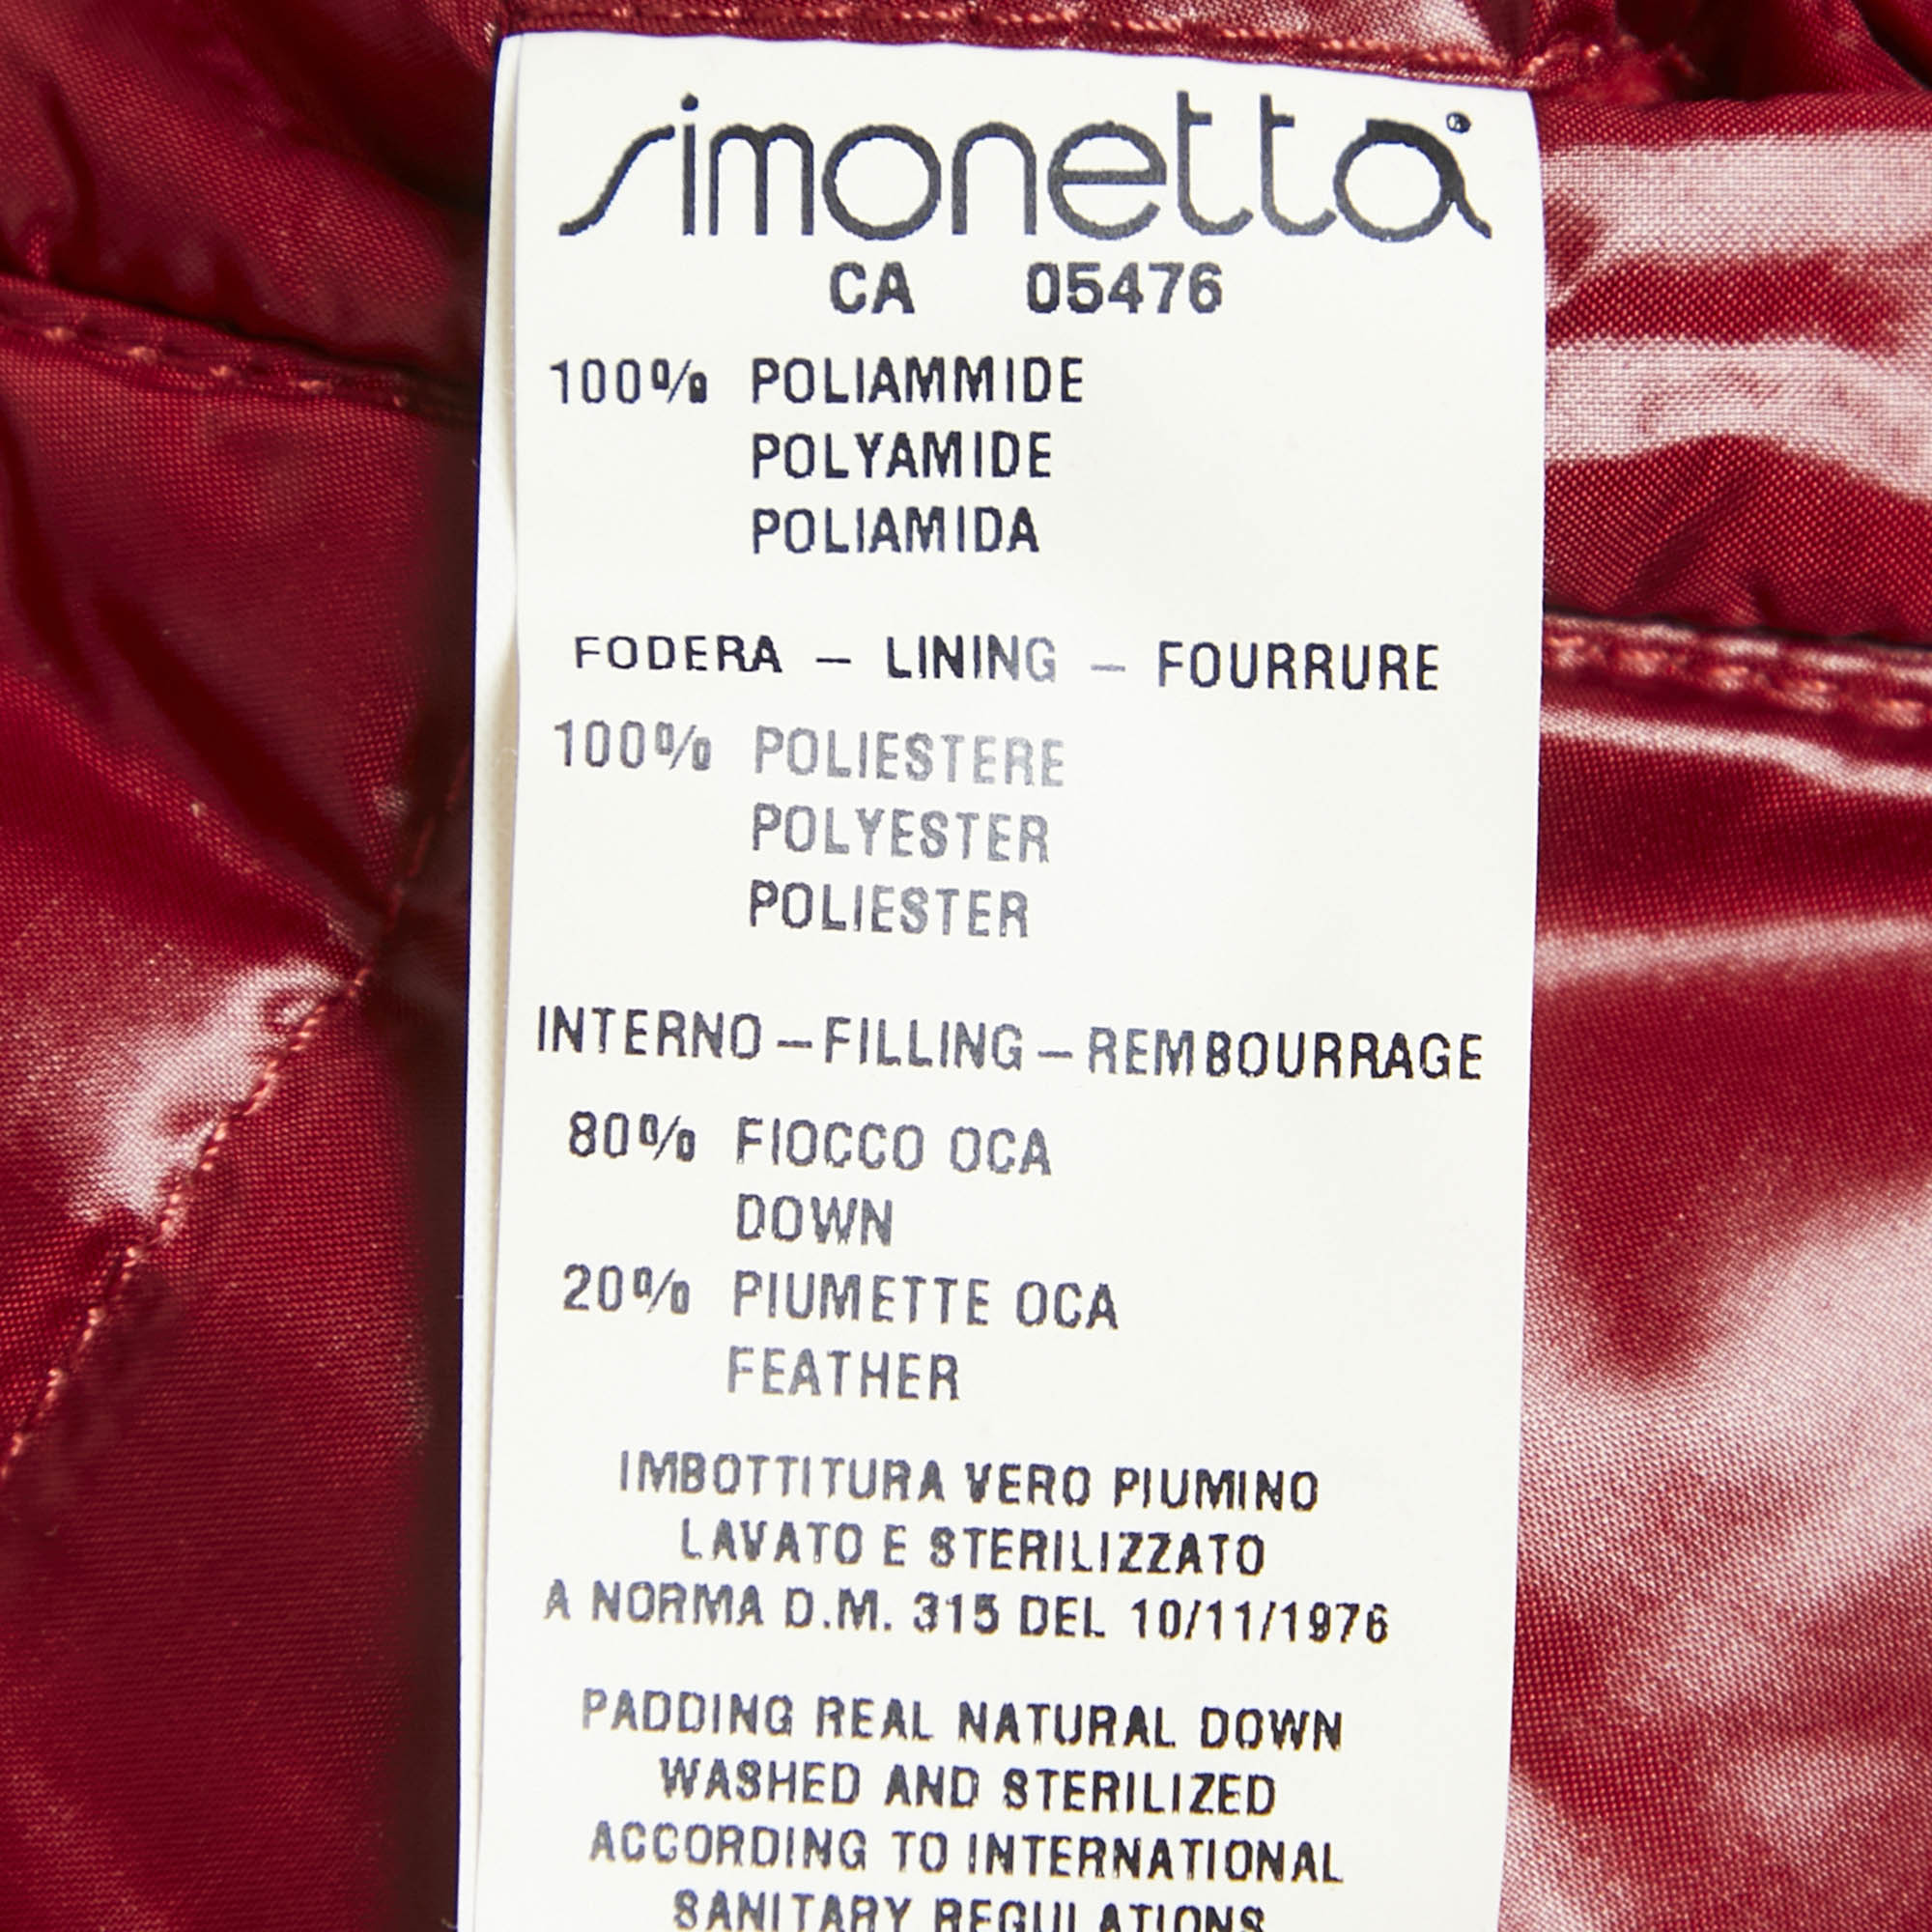 simonetta®
CA 05476
100% POLIAMMIDE
POLYAMIDE
POLIAMIDA
FODERA – LINING – FOURRURE
100% POLIESTERE
POLYESTER
POLIESTER
INTERNO – FILLING – REMBOURRAGE
80% FIOCCO OCA
DOWN
20% PIUMETTE OCA
FEATHER
IMBOTTITURA VERO PIUMINO
LAVATO E STERILIZZATO
A NORMA D.M. 315 DEL 10/11/1976
PADDING REAL NATURAL DOWN
WASHED AND STERILIZED
ACCORDING TO INTERNATIONAL
SANITARY REGULATIONS